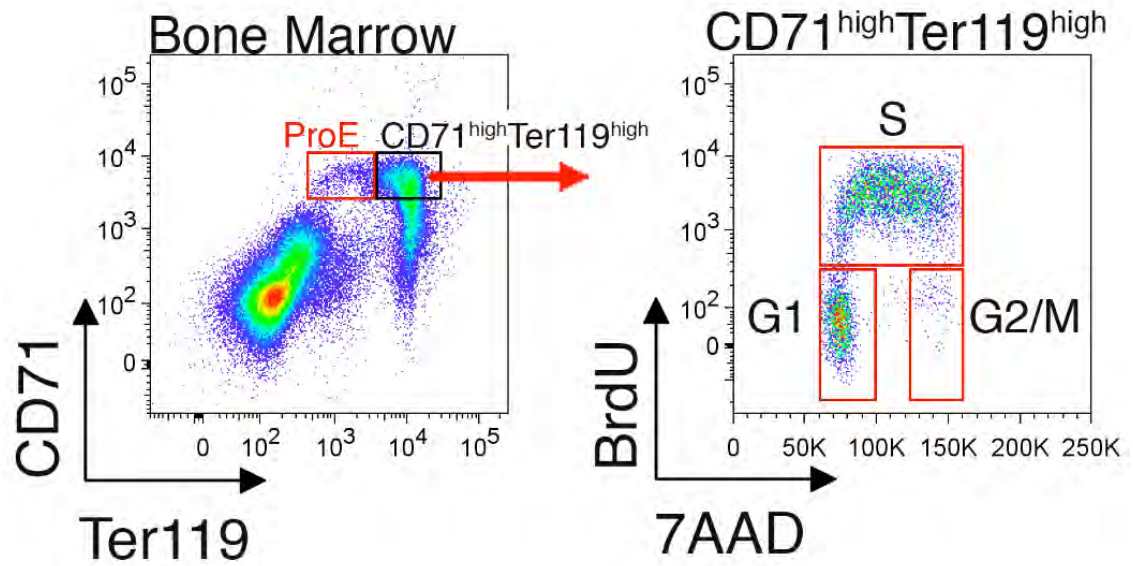 Bone Marrow
CD71highTer119high
10^5
10^4
10^3
10^2
0
ProE
CD71highTer119high
CD71
0
10^2
10^3
10^4
10^5
Ter119
10^5
10^4
10^3
10^2
0
S
G1
G2/M
BrdU
0
50K
100K
150K
200K
250K
7AAD